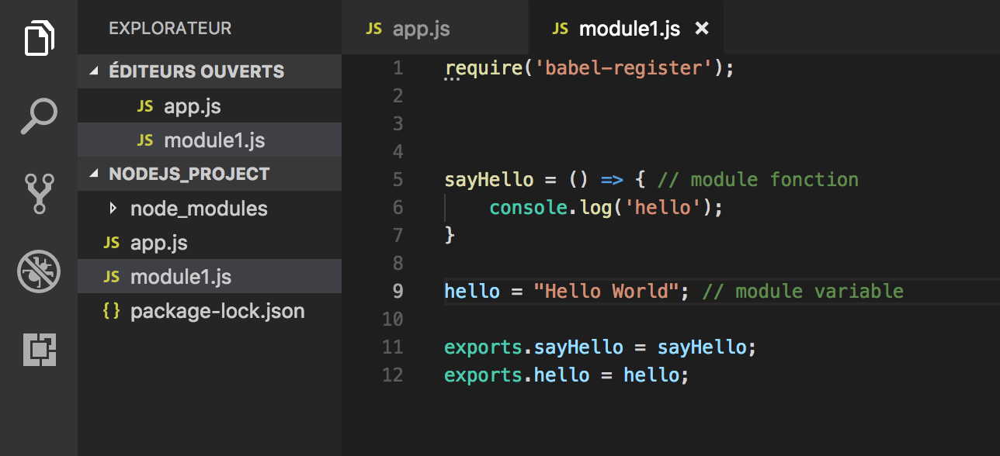 EXPLORATEUR
ÉDITEURS OUVERTS
JS app.js
JS module1.js
NODEJS_PROJECT
node_modules
JS app.js
JS module1.js
{} package-lock.json
JS app.js JS module1.js ×
1 require('babel-register');
2
3
4
5 sayHello = () => { // module fonction
6 console.log('hello');
7 }
8
9 hello = "Hello World"; // module variable
10
11 exports.sayHello = sayHello;
12 exports.hello = hello;